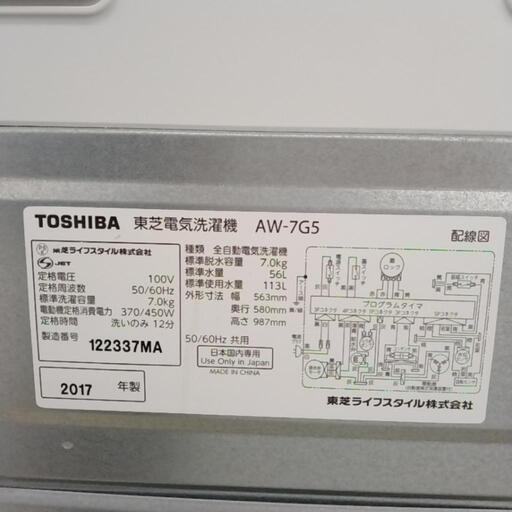 TOSHIBA 東芝電気洗濯機 AW-7G5 配線図
東芝ライフスタイル株式会社
JET
定格電圧 100V
定格周波数 50/60Hz
標準洗濯容量 7.0kg
電動機定格消費電力 370/450W
定格時間 洗いのみ 12分
製造番号 122337MA
2017 年製
種類 全自動電気洗濯機
標準脱水容量 7.0kg
標準水量 56L
標準使用水量 113L
外形寸法 幅 563mm
奥行 580mm
高さ 987mm
50/60Hz 共用
日本国内専用
Use Only in Japan
MADE IN CHINA
ロック
プログラムタイマ
東芝ライフスタイル株式会社